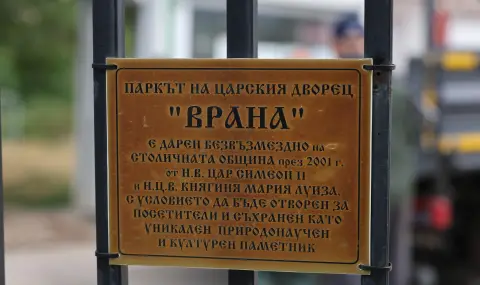 ПАРКЪТ НА ЦАРСКИЯ ДВОРЕЦ
"ВРАНА"
Е ДАРЕН БЕЗВЪЗМЕЗДНО НА
СТОЛИЧНАТА ОБЩИНА ПРЕЗ 2001 Г.
ОТ Н.В. ЦАР СИМЕОН II
И Н.Ц.В. КНЯГИНЯ МАРИЯ ЛУИЗА.
С УСЛОВИЕТО ДА БЪДЕ ОТВОРЕН ЗА
ПОСЕТИТЕЛИ И СЪХРАНЕН КАТО
УНИКАЛЕН ПРИРОДОНАУЧЕН
И КУЛТУРЕН ПАМЕТНИК